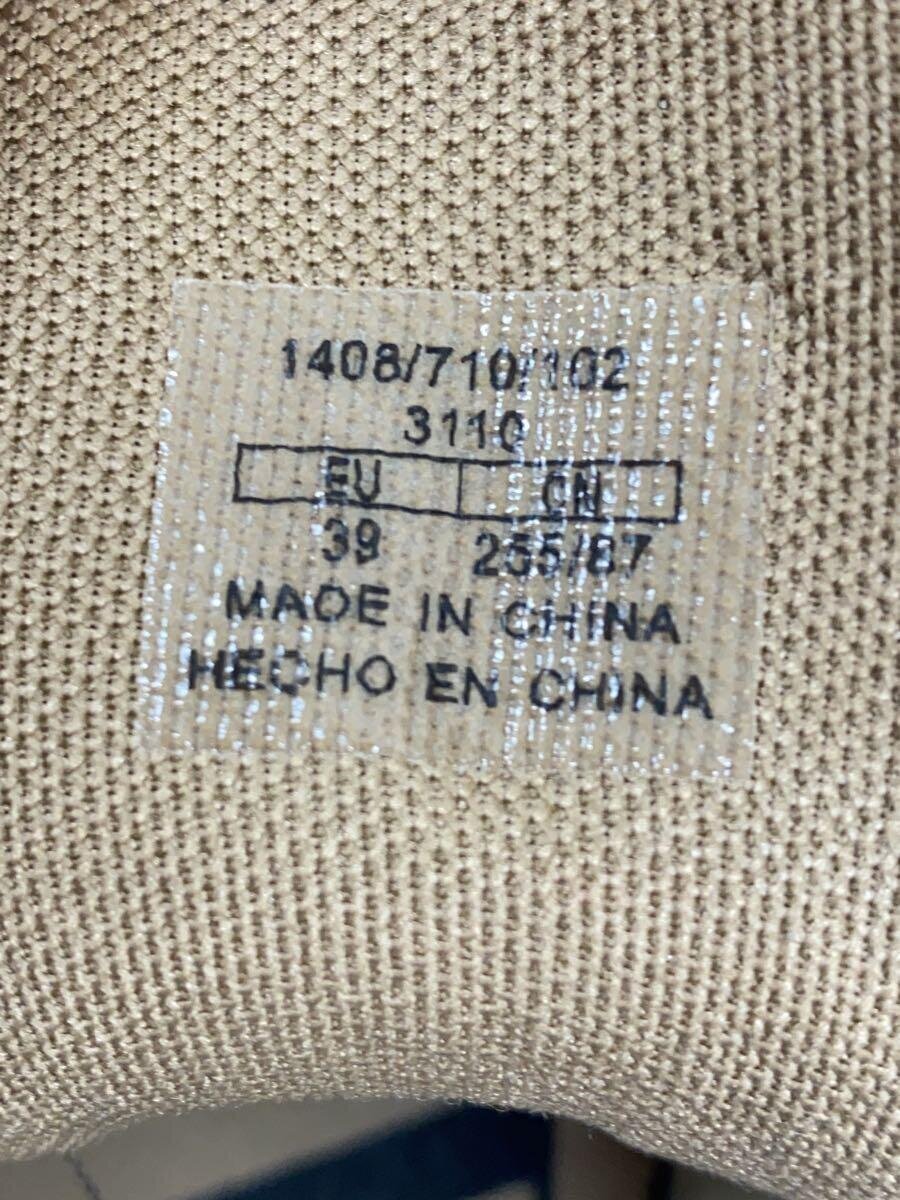 1408/710/102
3110
EU CN
39 255/87
MADE IN CHINA
HECHO EN CHINA